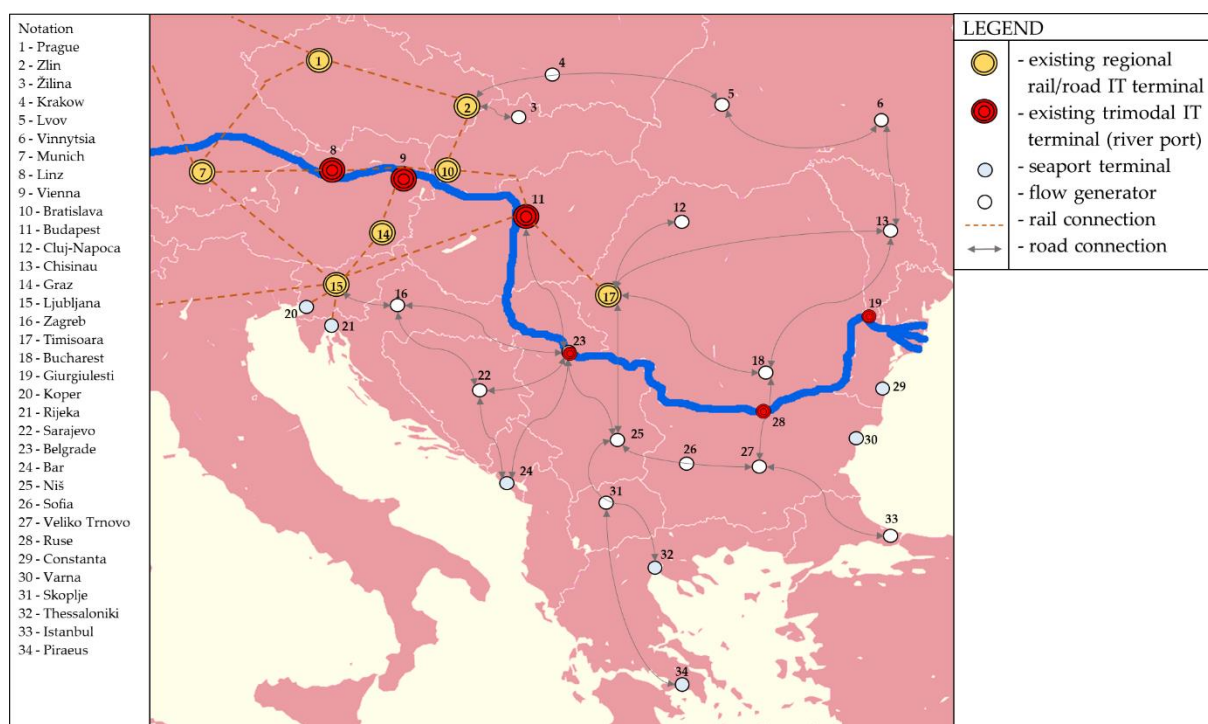 Notation
1 - Prague
2 - Zlin
3 - Žilina
4 - Krakow
5 - Lvov
6 - Vinnytsia
7 - Munich
8 - Linz
9 - Vienna
10 - Bratislava
11 - Budapest
12 - Cluj-Napoca
13 - Chisinau
14 - Graz
15 - Ljubljana
16 - Zagreb
17 - Timisoara
18 - Bucharest
19 - Giurgiulesti
20 - Koper
21 - Rijeka
22 - Sarajevo
23 - Belgrade
24 - Bar
25 - Niš
26 - Sofia
27 - Veliko Trnovo
28 - Ruse
29 - Constanta
30 - Varna
31 - Skoplje
32 - Thessaloniki
33 - Istanbul
34 - Piraeus
1
4
2
3
5
6
7
8
9
10
11
12
13
14
15
16
17
18
19
20
21
22
23
24
25
26
27
28
29
30
31
32
33
34
LEGEND
- existing regional
rail/road IT terminal
- existing trimodal IT
terminal (river port)
- seaport terminal
- flow generator
- rail connection
- road connection